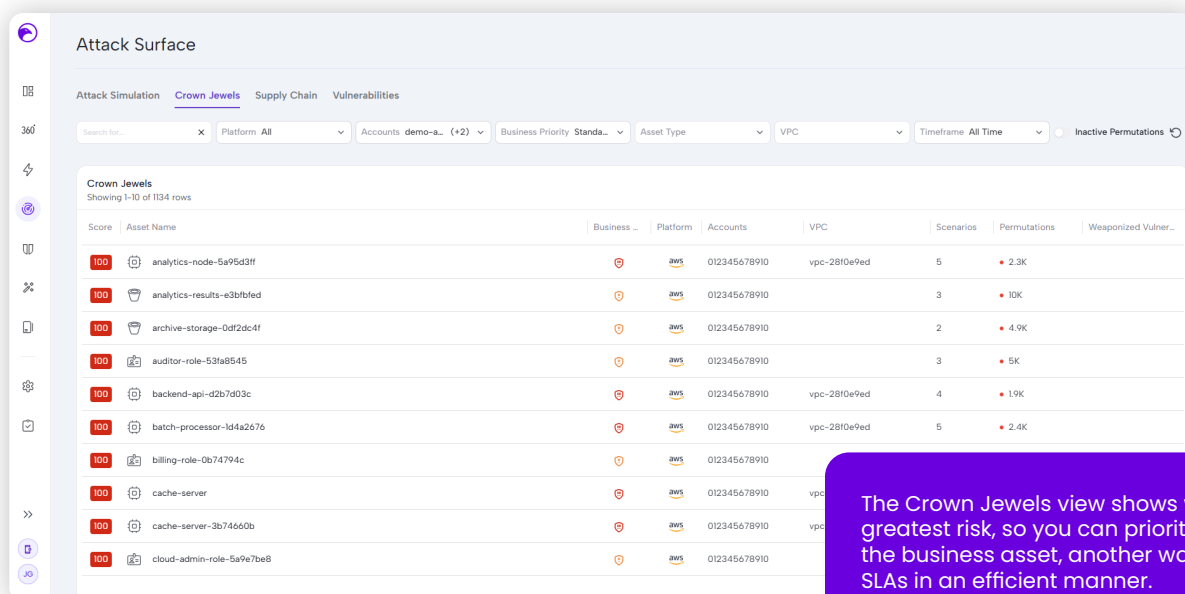 Attack Surface
Attack Simulation Crown Jewels Supply Chain Vulnerabilities
360°
Search for... Platform All Accounts demo-a... (+2) Business Priority Standa... Asset Type VPC Timeframe All Time Inactive Permutations
Crown Jewels
Showing 1-10 of 1134 rows
Score Asset Name Business ... Platform Accounts VPC Scenarios Permutations Weaponized Vulner...
100 analytics-node-5a95d3ff aws 012345678910 vpc-28f0e9ed 5 2.3K
100 analytics-results-e3bfbfed aws 012345678910 3 10K
100 archive-storage-0df2dc4f aws 012345678910 2 4.9K
100 auditor-role-53fa8545 aws 012345678910 3 5K
100 backend-api-d2b7d03c aws 012345678910 vpc-28f0e9ed 4 1.9K
100 batch-processor-1d4a2676 aws 012345678910 vpc-28f0e9ed 5 2.4K
100 billing-role-0b74794c aws 012345678910
100 cache-server aws 012345678910 vpc
100 cache-server-3b74660b aws 012345678910 vpc
100 cloud-admin-role-5a9e7be8 aws 012345678910
JG
The Crown Jewels view shows
greatest risk, so you can priorit
the business asset, another wa
SLAs in an efficient manner.